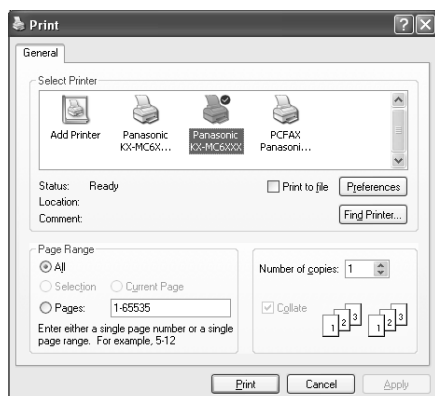 Print
General
Select Printer
Add Printer
Panasonic KX-MC6X...
Panasonic KX-MC6XXX
PCFAX Panasoni...
Status: Ready
Print to file
Preferences
Location:
Comment:
Find Printer...
Page Range
All
Selection
Current Page
Pages: 1-65535
Enter either a single page number or a single
page range. For example, 5-12
Number of copies: 1
Collate
1 2 3 1 2 3
Print Cancel Apply